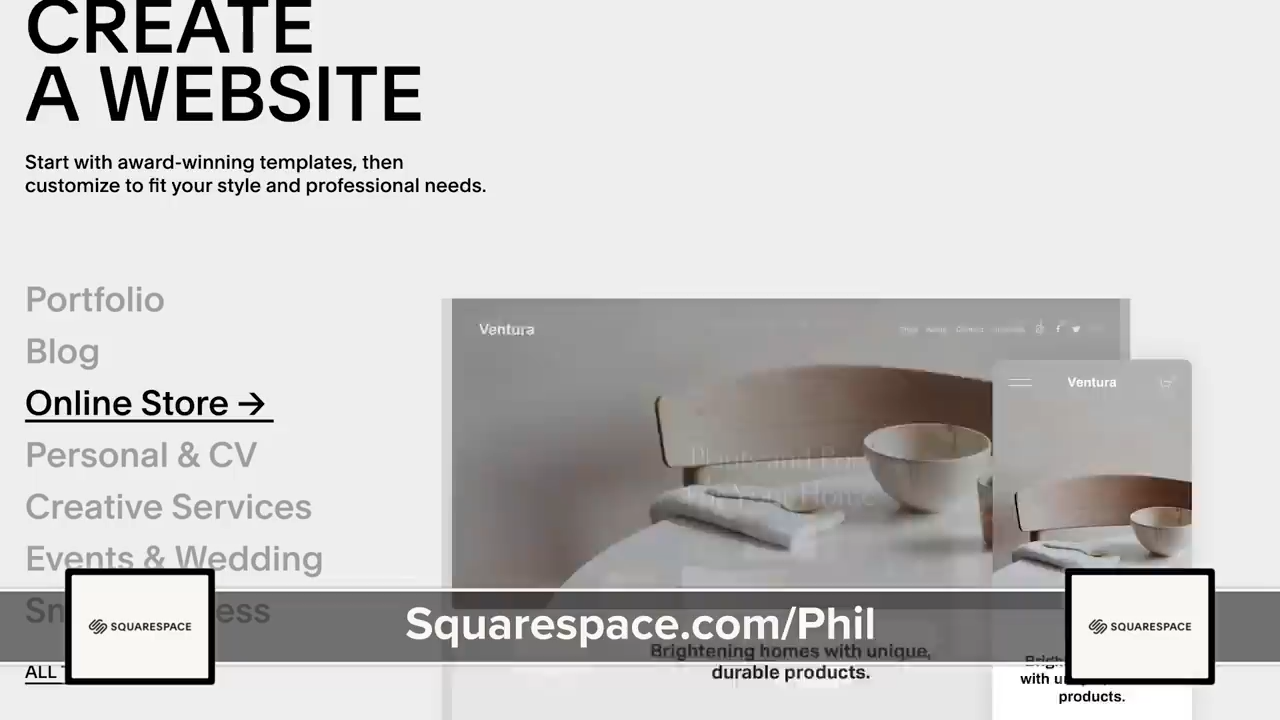 CREATE
A WEBSITE
Start with award-winning templates, then
customize to fit your style and professional needs.
Portfolio
Blog
Online Store →
Personal & CV
Creative Services
Events & Wedding
ALL
Ventura
Ventura
SQUARESPACE
Squarespace.com/Phil
SQUARESPACE
Brightening homes with unique,
durable products.
with
products.